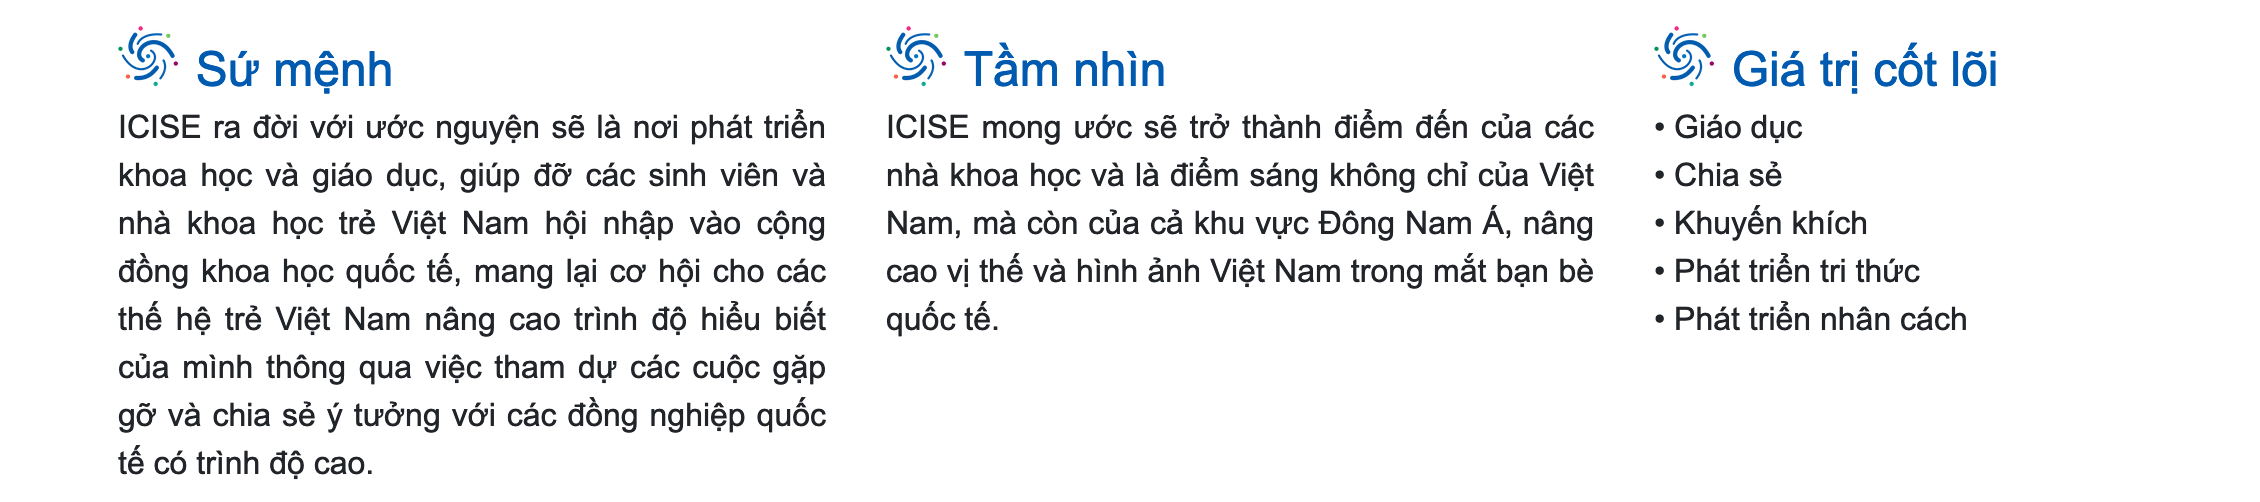 Sứ mệnh
ICISE ra đời với ước nguyện sẽ là nơi phát triển
khoa học và giáo dục, giúp đỡ các sinh viên và
nhà khoa học trẻ Việt Nam hội nhập vào cộng
đồng khoa học quốc tế, mang lại cơ hội cho các
thế hệ trẻ Việt Nam nâng cao trình độ hiểu biết
của mình thông qua việc tham dự các cuộc gặp
gỡ và chia sẻ ý tưởng với các đồng nghiệp quốc
tế có trình độ cao.
Tầm nhìn
ICISE mong ước sẽ trở thành điểm đến của các
nhà khoa học và là điểm sáng không chỉ của Việt
Nam, mà còn của cả khu vực Đông Nam Á, nâng
cao vị thế và hình ảnh Việt Nam trong mắt bạn bè
quốc tế.
Giá trị cốt lõi
• Giáo dục
• Chia sẻ
• Khuyến khích
• Phát triển tri thức
• Phát triển nhân cách